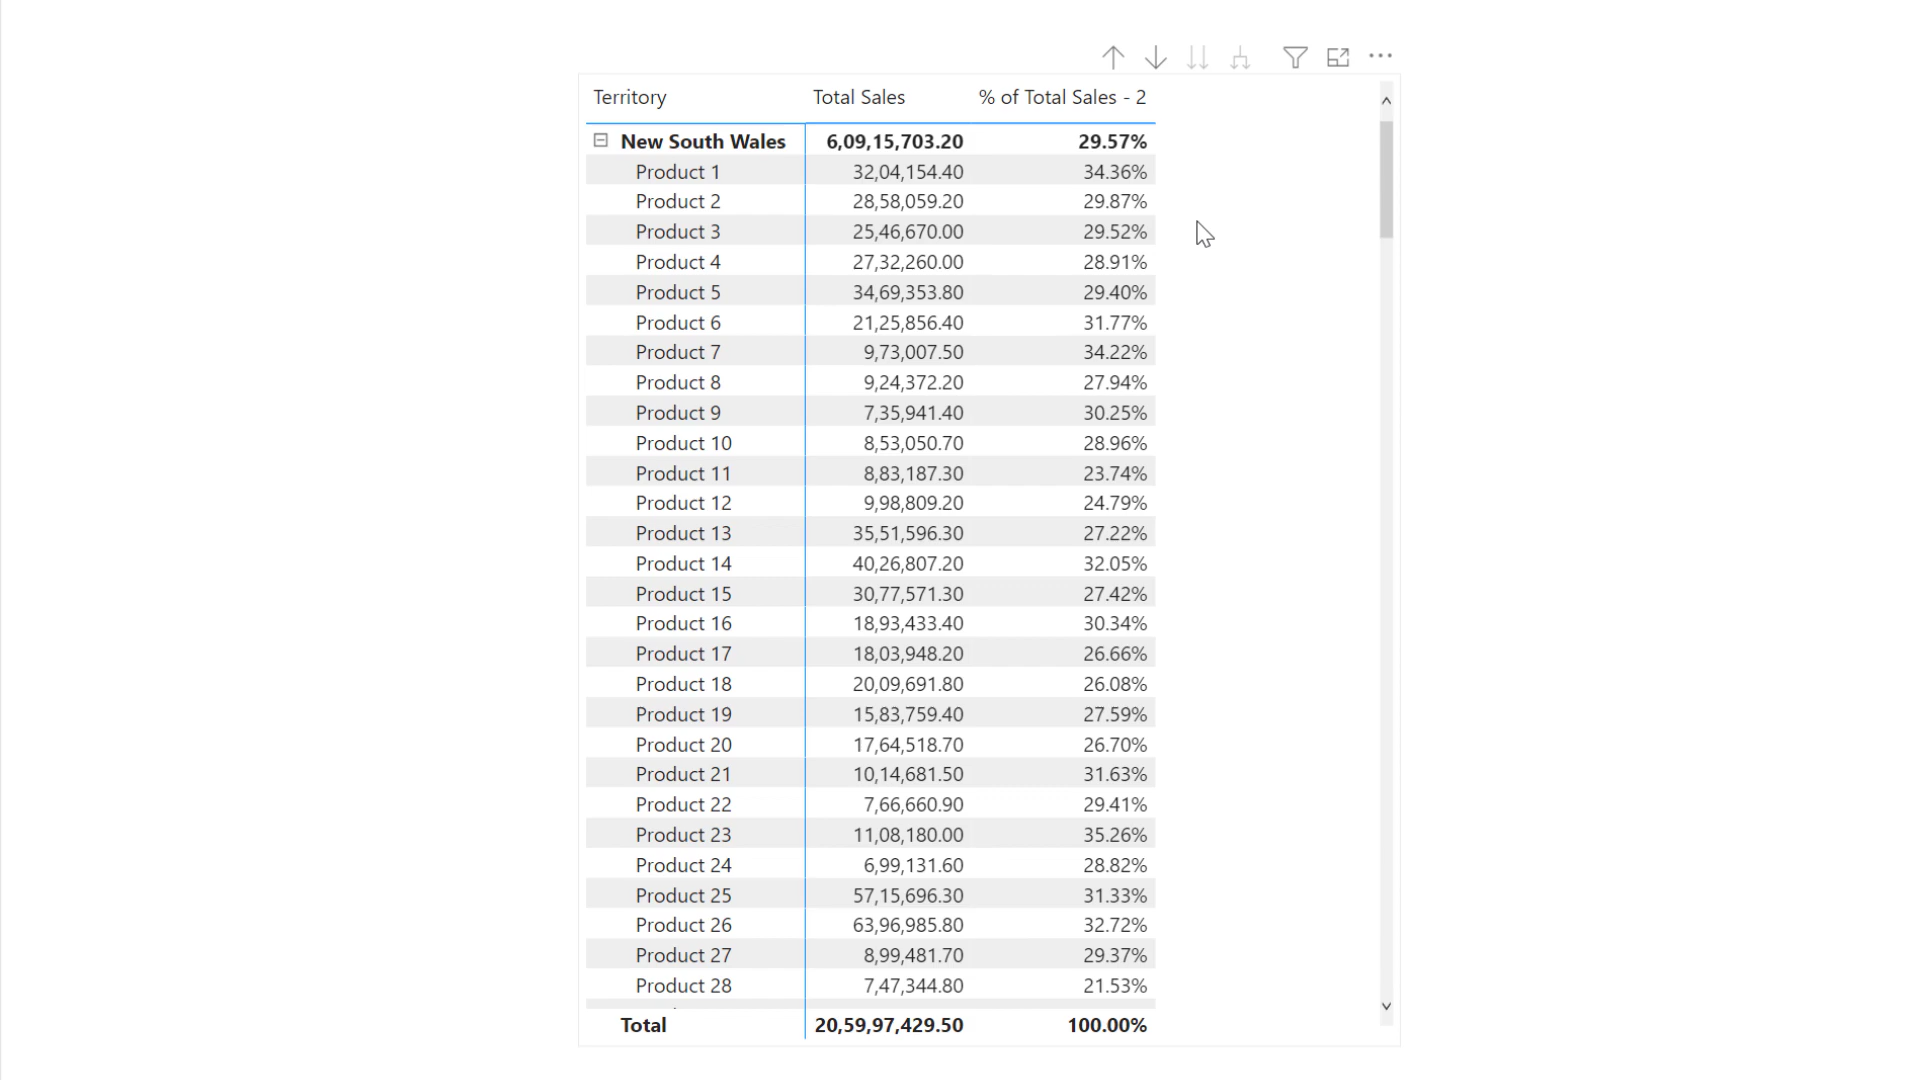 Territory Total Sales % of Total Sales - 2
New South Wales 6,09,15,703.20 29.57%
Product 1 32,04,154.40 34.36%
Product 2 28,58,059.20 29.87%
Product 3 25,46,670.00 29.52%
Product 4 27,32,260.00 28.91%
Product 5 34,69,353.80 29.40%
Product 6 21,25,856.40 31.77%
Product 7 9,73,007.50 34.22%
Product 8 9,24,372.20 27.94%
Product 9 7,35,941.40 30.25%
Product 10 8,53,050.70 28.96%
Product 11 8,83,187.30 23.74%
Product 12 9,98,809.20 24.79%
Product 13 35,51,596.30 27.22%
Product 14 40,26,807.20 32.05%
Product 15 30,77,571.30 27.42%
Product 16 18,93,433.40 30.34%
Product 17 18,03,948.20 26.66%
Product 18 20,09,691.80 26.08%
Product 19 15,83,759.40 27.59%
Product 20 17,64,518.70 26.70%
Product 21 10,14,681.50 31.63%
Product 22 7,66,660.90 29.41%
Product 23 11,08,180.00 35.26%
Product 24 6,99,131.60 28.82%
Product 25 57,15,696.30 31.33%
Product 26 63,96,985.80 32.72%
Product 27 8,99,481.70 29.37%
Product 28 7,47,344.80 21.53%
Total 20,59,97,429.50 100.00%